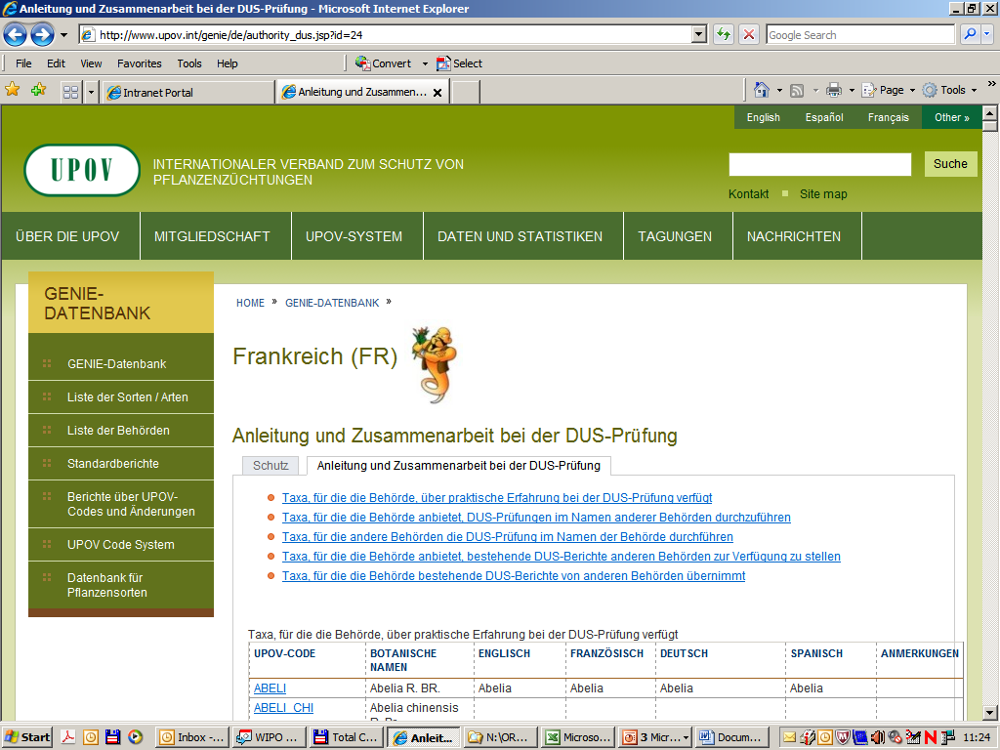 Anleitung und Zusammenarbeit bei der DUS-Prüfung - Microsoft Internet Explorer
http://www.upov.int/genie/de/authority_dus.jsp?id=24
Google Search
File Edit View Favorites Tools Help
Convert Select
Intranet Portal
Anleitung und Zusammen...
Page Tools
English Español Français Other »
UPOV
INTERNATIONALER VERBAND ZUM SCHUTZ VON
PFLANZENZÜCHTUNGEN
Suche
Kontakt Site map
ÜBER DIE UPOV MITGLIEDSCHAFT UPOV-SYSTEM DATEN UND STATISTIKEN TAGUNGEN NACHRICHTEN
GENIE-
DATENBANK
GENIE-Datenbank
Liste der Sorten / Arten
Liste der Behörden
Standardberichte
Berichte über UPOV-
Codes und Änderungen
UPOV Code System
Datenbank für
Pflanzensorten
HOME » GENIE-DATENBANK »
Frankreich (FR)
Anleitung und Zusammenarbeit bei der DUS-Prüfung
Schutz Anleitung und Zusammenarbeit bei der DUS-Prüfung
Taxa, für die die Behörde, über praktische Erfahrung bei der DUS-Prüfung verfügt
Taxa, für die die Behörde anbietet, DUS-Prüfungen im Namen anderer Behörden durchzuführen
Taxa, für die andere Behörden die DUS-Prüfung im Namen der Behörde durchführen
Taxa, für die die Behörde anbietet, bestehende DUS-Berichte anderen Behörden zur Verfügung zu stellen
Taxa, für die die Behörde bestehende DUS-Berichte von anderen Behörden übernimmt
Taxa, für die die Behörde, über praktische Erfahrung bei der DUS-Prüfung verfügt
UPOV-CODE BOTANISCHE ENGLISCH FRANZÖSISCH DEUTSCH SPANISCH ANMERKUNGEN
NAMEN
ABELI Abelia R. BR. Abelia Abelia Abelia Abelia
ABELI_CHI Abelia chinensis
R. Br.
Start Inbox -... WIPO ... Total C... Anleit... N:\OR... Microso... 3 Micr... Docum... 11:24